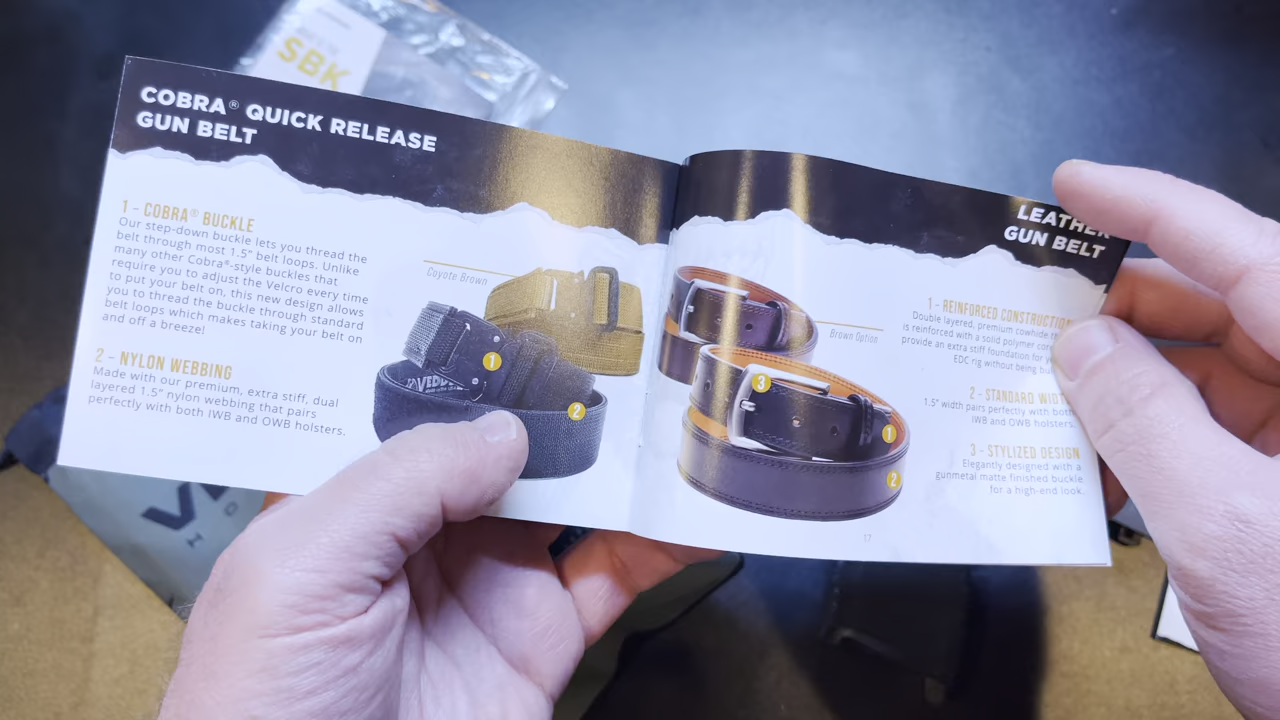 SBK
COBRA® QUICK RELEASE
GUN BELT
1 - COBRA® BUCKLE
Our step-down buckle lets you thread the
belt through most 1.5" belt loops. Unlike
many other Cobra®-style buckles that
require you to adjust the Velcro every time
to put your belt on, this new design allows
you to thread the buckle through standard
belt loops which makes taking your belt on
and off a breeze!
2 - NYLON WEBBING
Made with our premium, extra stiff, dual
layered 1.5" nylon webbing that pairs
perfectly with both IWB and OWB holsters.
Coyote Brown
1
2
LEATHER
GUN BELT
Brown Option
3
1
2
1 - REINFORCED CONSTRUCTION
Double layered, premium cowhide
is reinforced with a solid polymer
provide an extra stiff foundation for
EDC rig without being
2 - STANDARD WIDTH
1.5" width pairs perfectly with both
IWB and OWB holsters.
3 - STYLIZED DESIGN
Elegantly designed with a
gunmetal matte finished buckle
for a high-end look.
17